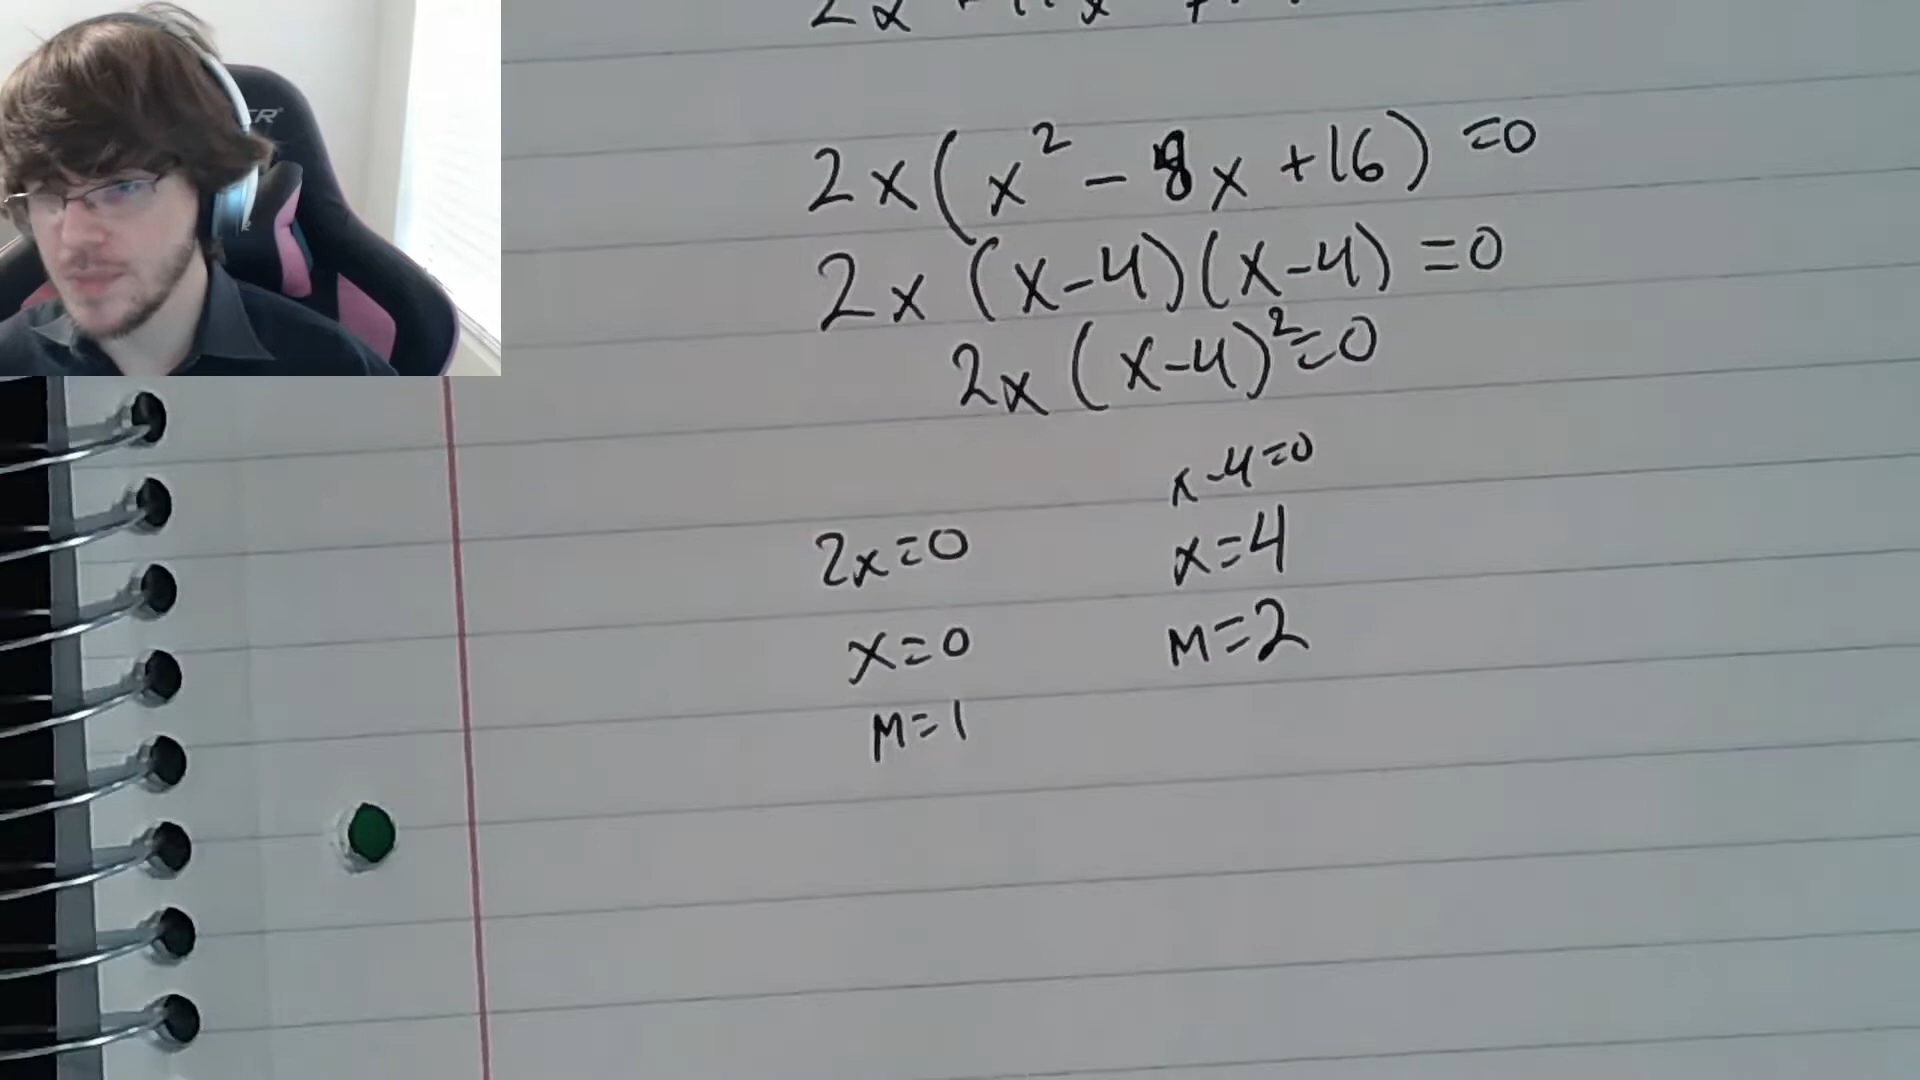 2x(x² - 8x + 16) = 0
2x (x-4)(x-4) = 0
2x (x-4)² = 0
x-4=0
2x=0
x=4
x=0
M=2
M=1